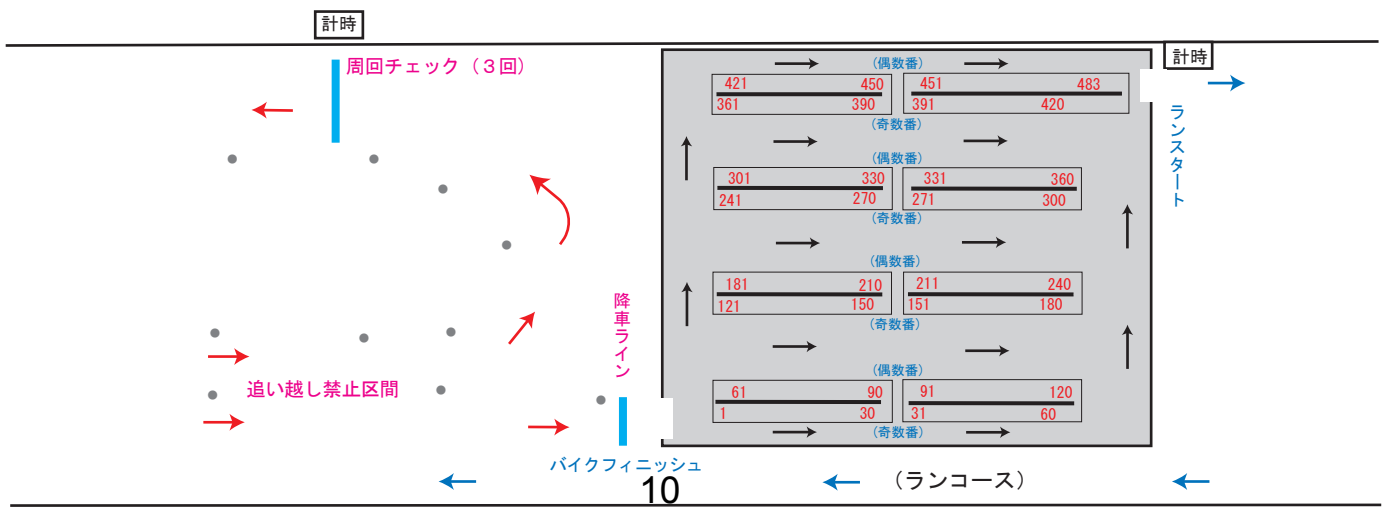 計時
計時
周回チェック（３回）
（偶数番）
421 450 451 483
361 390 391 420
（奇数番）
ランスタート
（偶数番）
301 330 331 360
241 270 271 300
（奇数番）
（偶数番）
181 210 211 240
121 150 151 180
（奇数番）
降車ライン
追い越し禁止区間
（偶数番）
61 90 91 120
1 30 31 60
（奇数番）
バイクフィニッシュ
（ランコース）
10